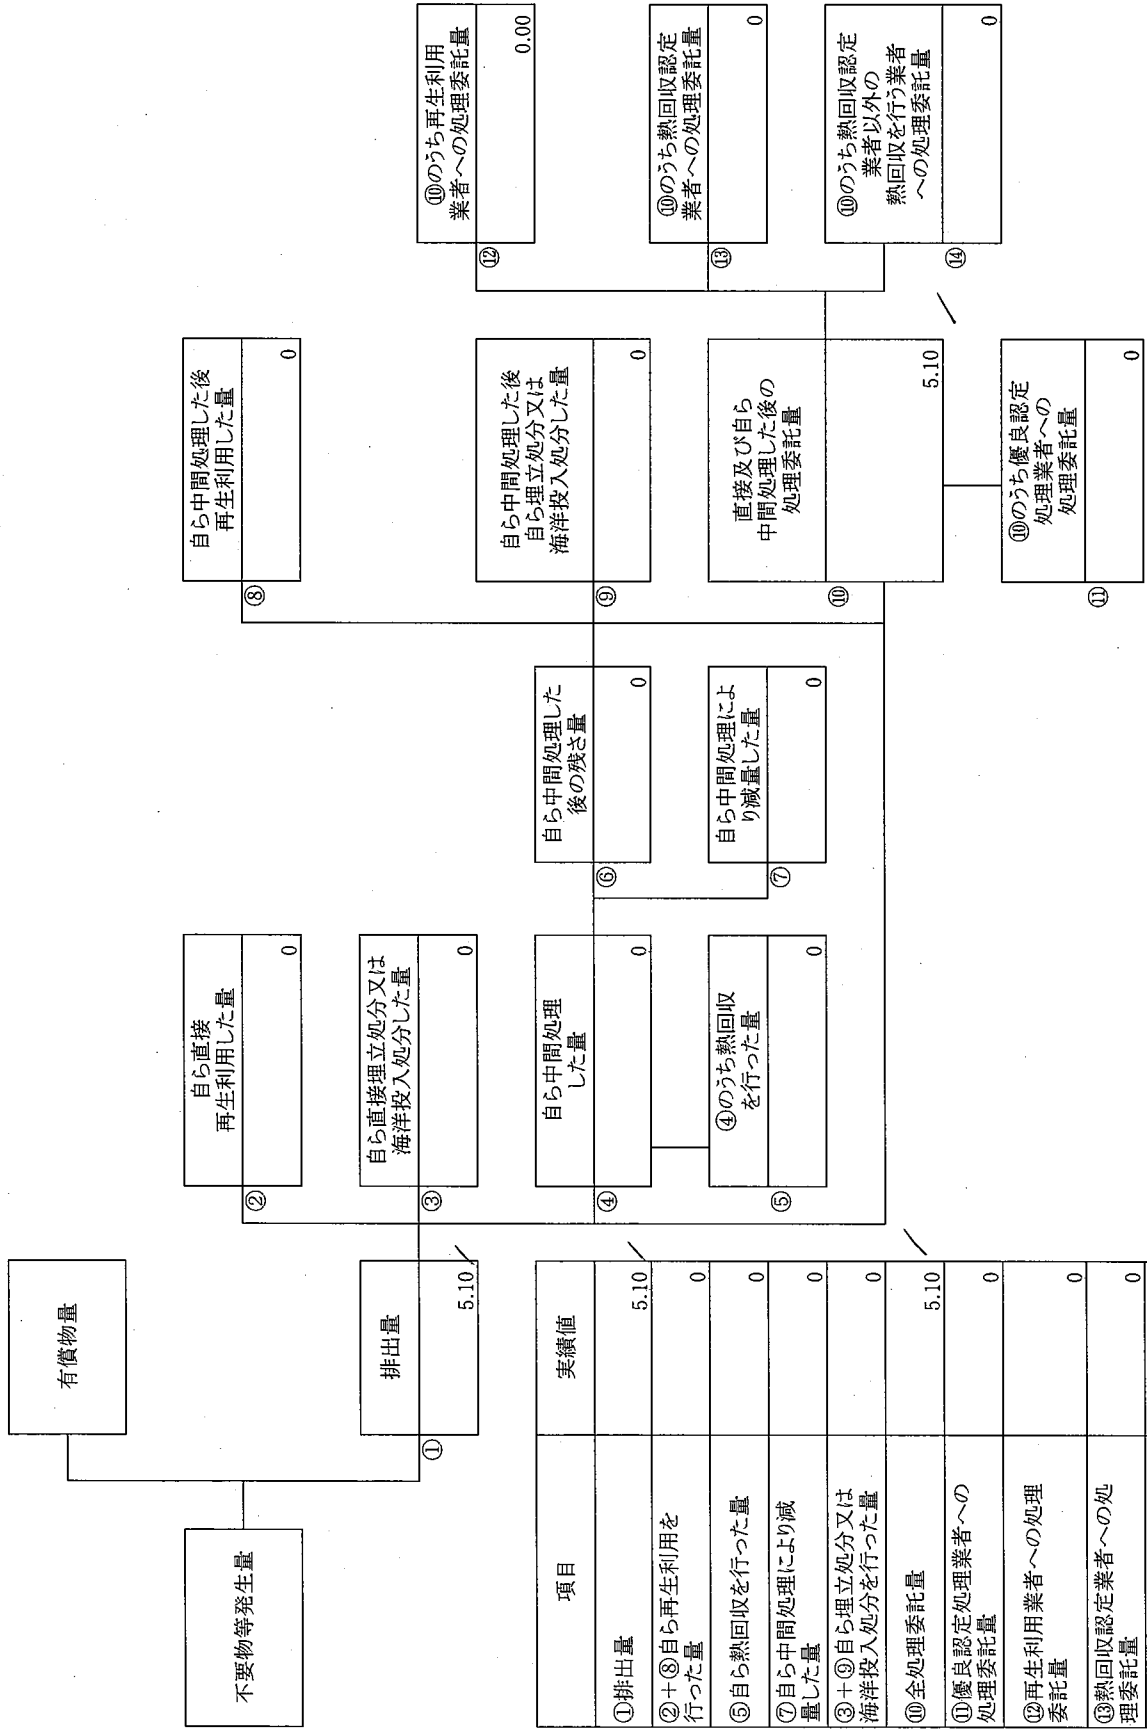 不要物等発生量
有償物量
①
排出量
5.10
②
自ら直接
再生利用した量
0
③
自ら直接埋立処分又は
海洋投入処分した量
0
④
自ら中間処理
した量
0
⑤
④のうち熱回収
を行った量
0
⑥
自ら中間処理した
後の残さ量
0
⑦
自ら中間処理によ
り減量した量
0
⑧
自ら中間処理した後
再生利用した量
0
⑨
自ら中間処理した後
自ら埋立処分又は
海洋投入処分した量
0
⑩
直接及び自ら
中間処理した後の
処理委託量
5.10
⑪
⑩のうち優良認定
処理業者への
処理委託量
0
⑫
⑩のうち再生利用
業者への処理委託量
0.00
⑬
⑩のうち熱回収認定
業者への処理委託量
0
⑭
⑩のうち熱回収認定
業者以外の
熱回収を行う業者
への処理委託量
0
項目 実績値
①排出量 5.10
②+⑧自ら再生利用を
行った量 0
⑤自ら熱回収を行った量 0
⑦自ら中間処理により減
量した量 0
③+⑨自ら埋立処分又は
海洋投入処分を行った量 0
⑩全処理委託量 5.10
⑪優良認定処理業者への
処理委託量 0
⑫再生利用業者への処理
委託量 0
⑬熱回収認定業者への処
理委託量 0